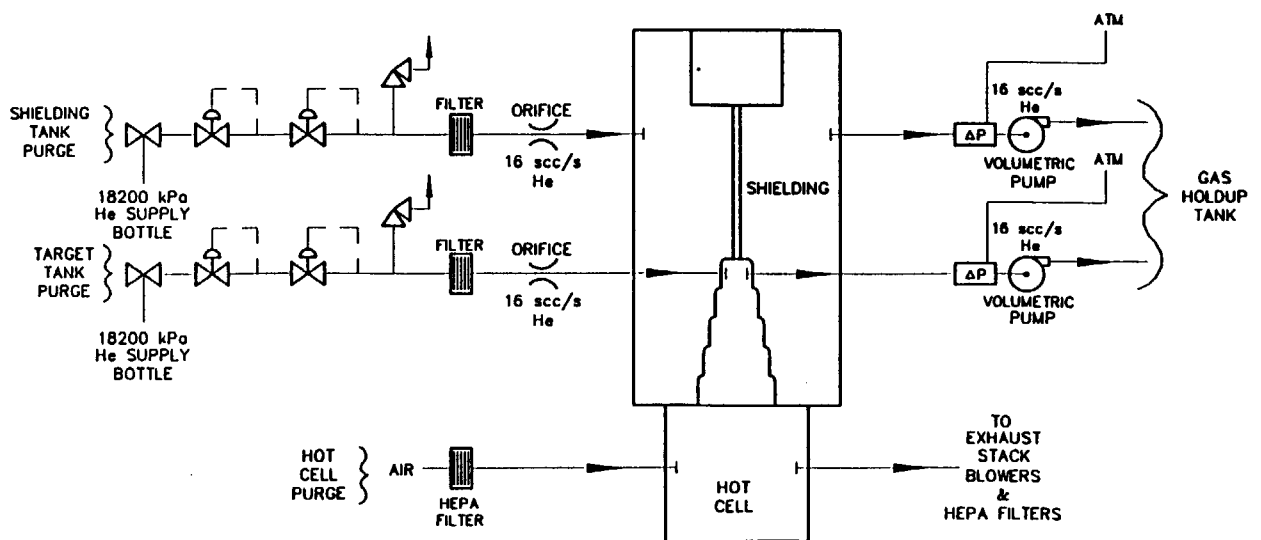 ATM
16 scc/s
He
SHIELDING
TANK
PURGE
FILTER
ORIFICE
16 scc/s
He
ΔP
VOLUMETRIC
PUMP
ATM
18200 kPa
He SUPPLY
BOTTLE
SHIELDING
GAS
HOLDUP
TANK
TARGET
TANK
PURGE
FILTER
ORIFICE
16 scc/s
He
16 scc/s
He
ΔP
VOLUMETRIC
PUMP
18200 kPa
He SUPPLY
BOTTLE
HOT
CELL
PURGE
AIR
HEPA
FILTER
HOT
CELL
TO
EXHAUST
STACK
BLOWERS
&
HEPA FILTERS